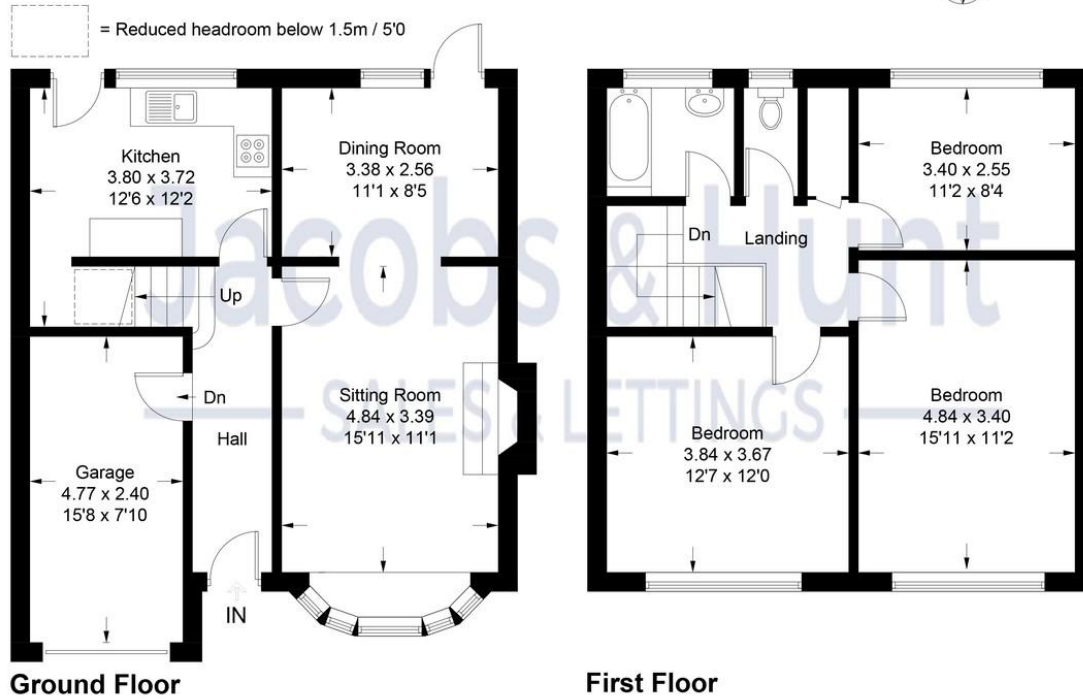 = Reduced headroom below 1.5m / 5'0
Kitchen
3.80 x 3.72
12'6 x 12'2
Dining Room
3.38 x 2.56
11'1 x 8'5
Up
Dn
Hall
Sitting Room
4.84 x 3.39
15'11 x 11'1
Garage
4.77 x 2.40
15'8 x 7'10
IN
Ground Floor
Bedroom
3.40 x 2.55
11'2 x 8'4
Dn
Landing
Bedroom
4.84 x 3.40
15'11 x 11'2
Bedroom
3.84 x 3.67
12'7 x 12'0
First Floor
Jacobs & Hunt
SALES & LETTINGS